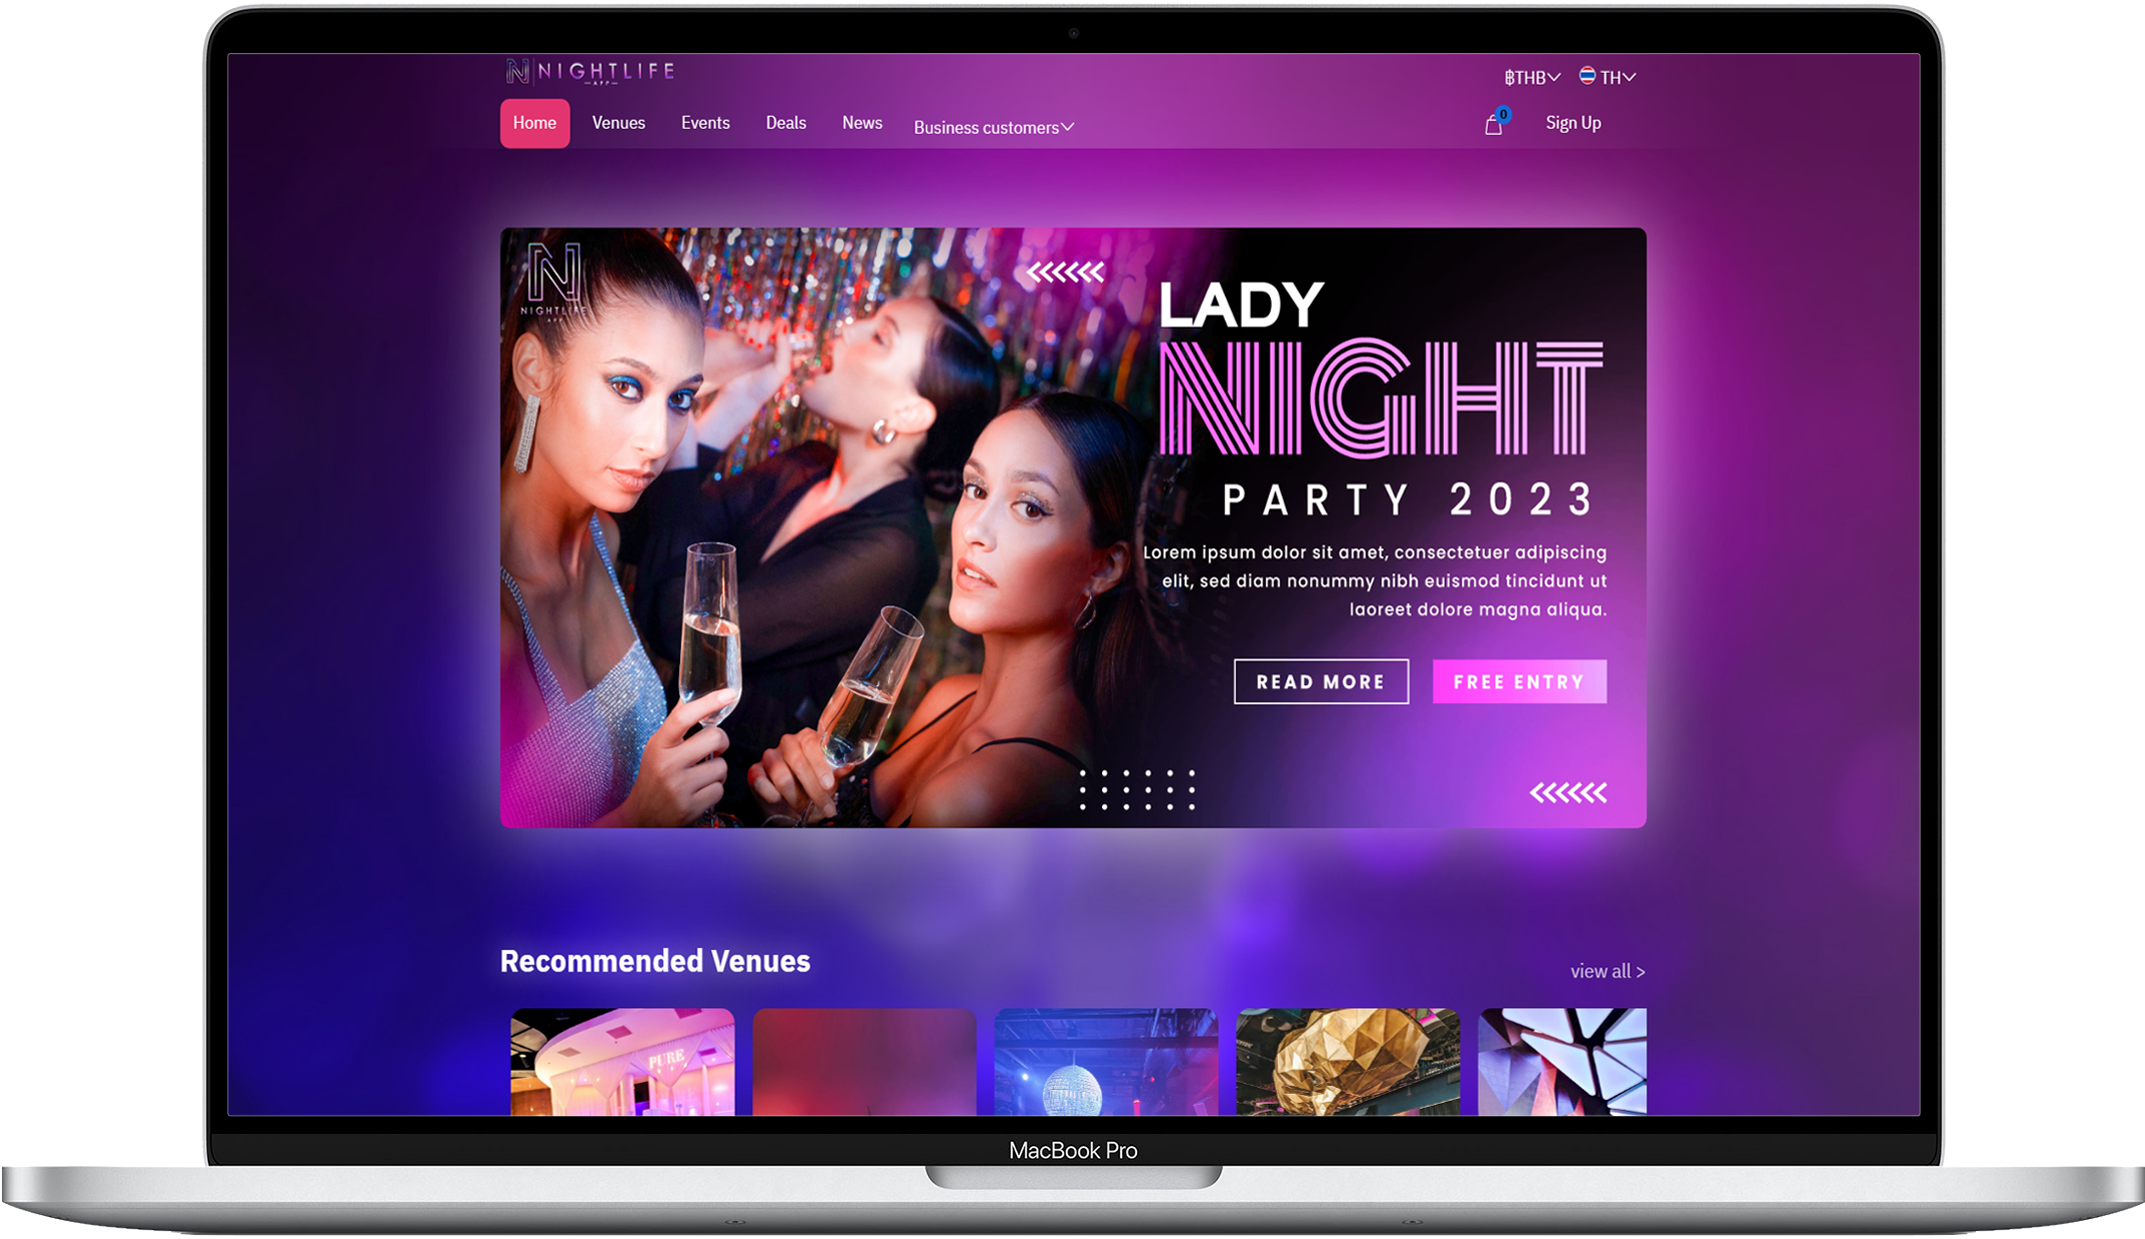 N NIGHTLIFE
APP
฿THB
TH
Home
Venues
Events
Deals
News
Business customers
0
Sign Up
N
NIGHTLIFE
APP
LADY
NIGHT
PARTY 2023
Lorem ipsum dolor sit amet, consectetuer adipiscing
elit, sed diam nonummy nibh euismod tincidunt ut
laoreet dolore magna aliqua.
READ MORE
FREE ENTRY
Recommended Venues
view all >
PURE
MacBook Pro